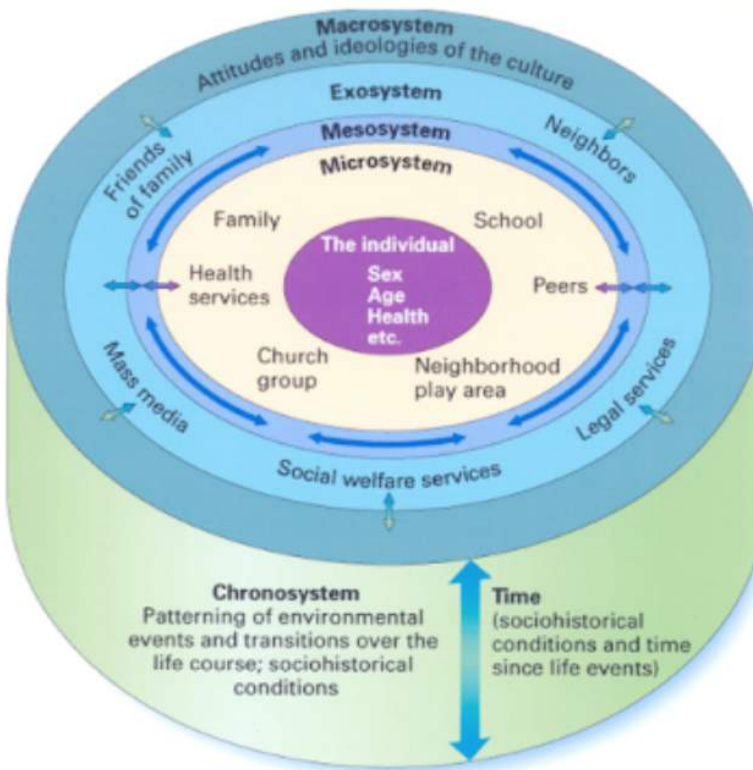 Macrosystem
Attitudes and ideologies of the culture
Exosystem
Mesosystem
Microsystem
Friends
of family
Neighbors
Family
School
The individual
Sex
Age
Health
etc.
Health
services
Peers
Church
group
Neighborhood
play area
Mass media
Legal services
Social welfare services
Chronosystem
Patterning of environmental
events and transitions over the
life course; sociohistorical
conditions
Time
(sociohistorical
conditions and time
since life events)